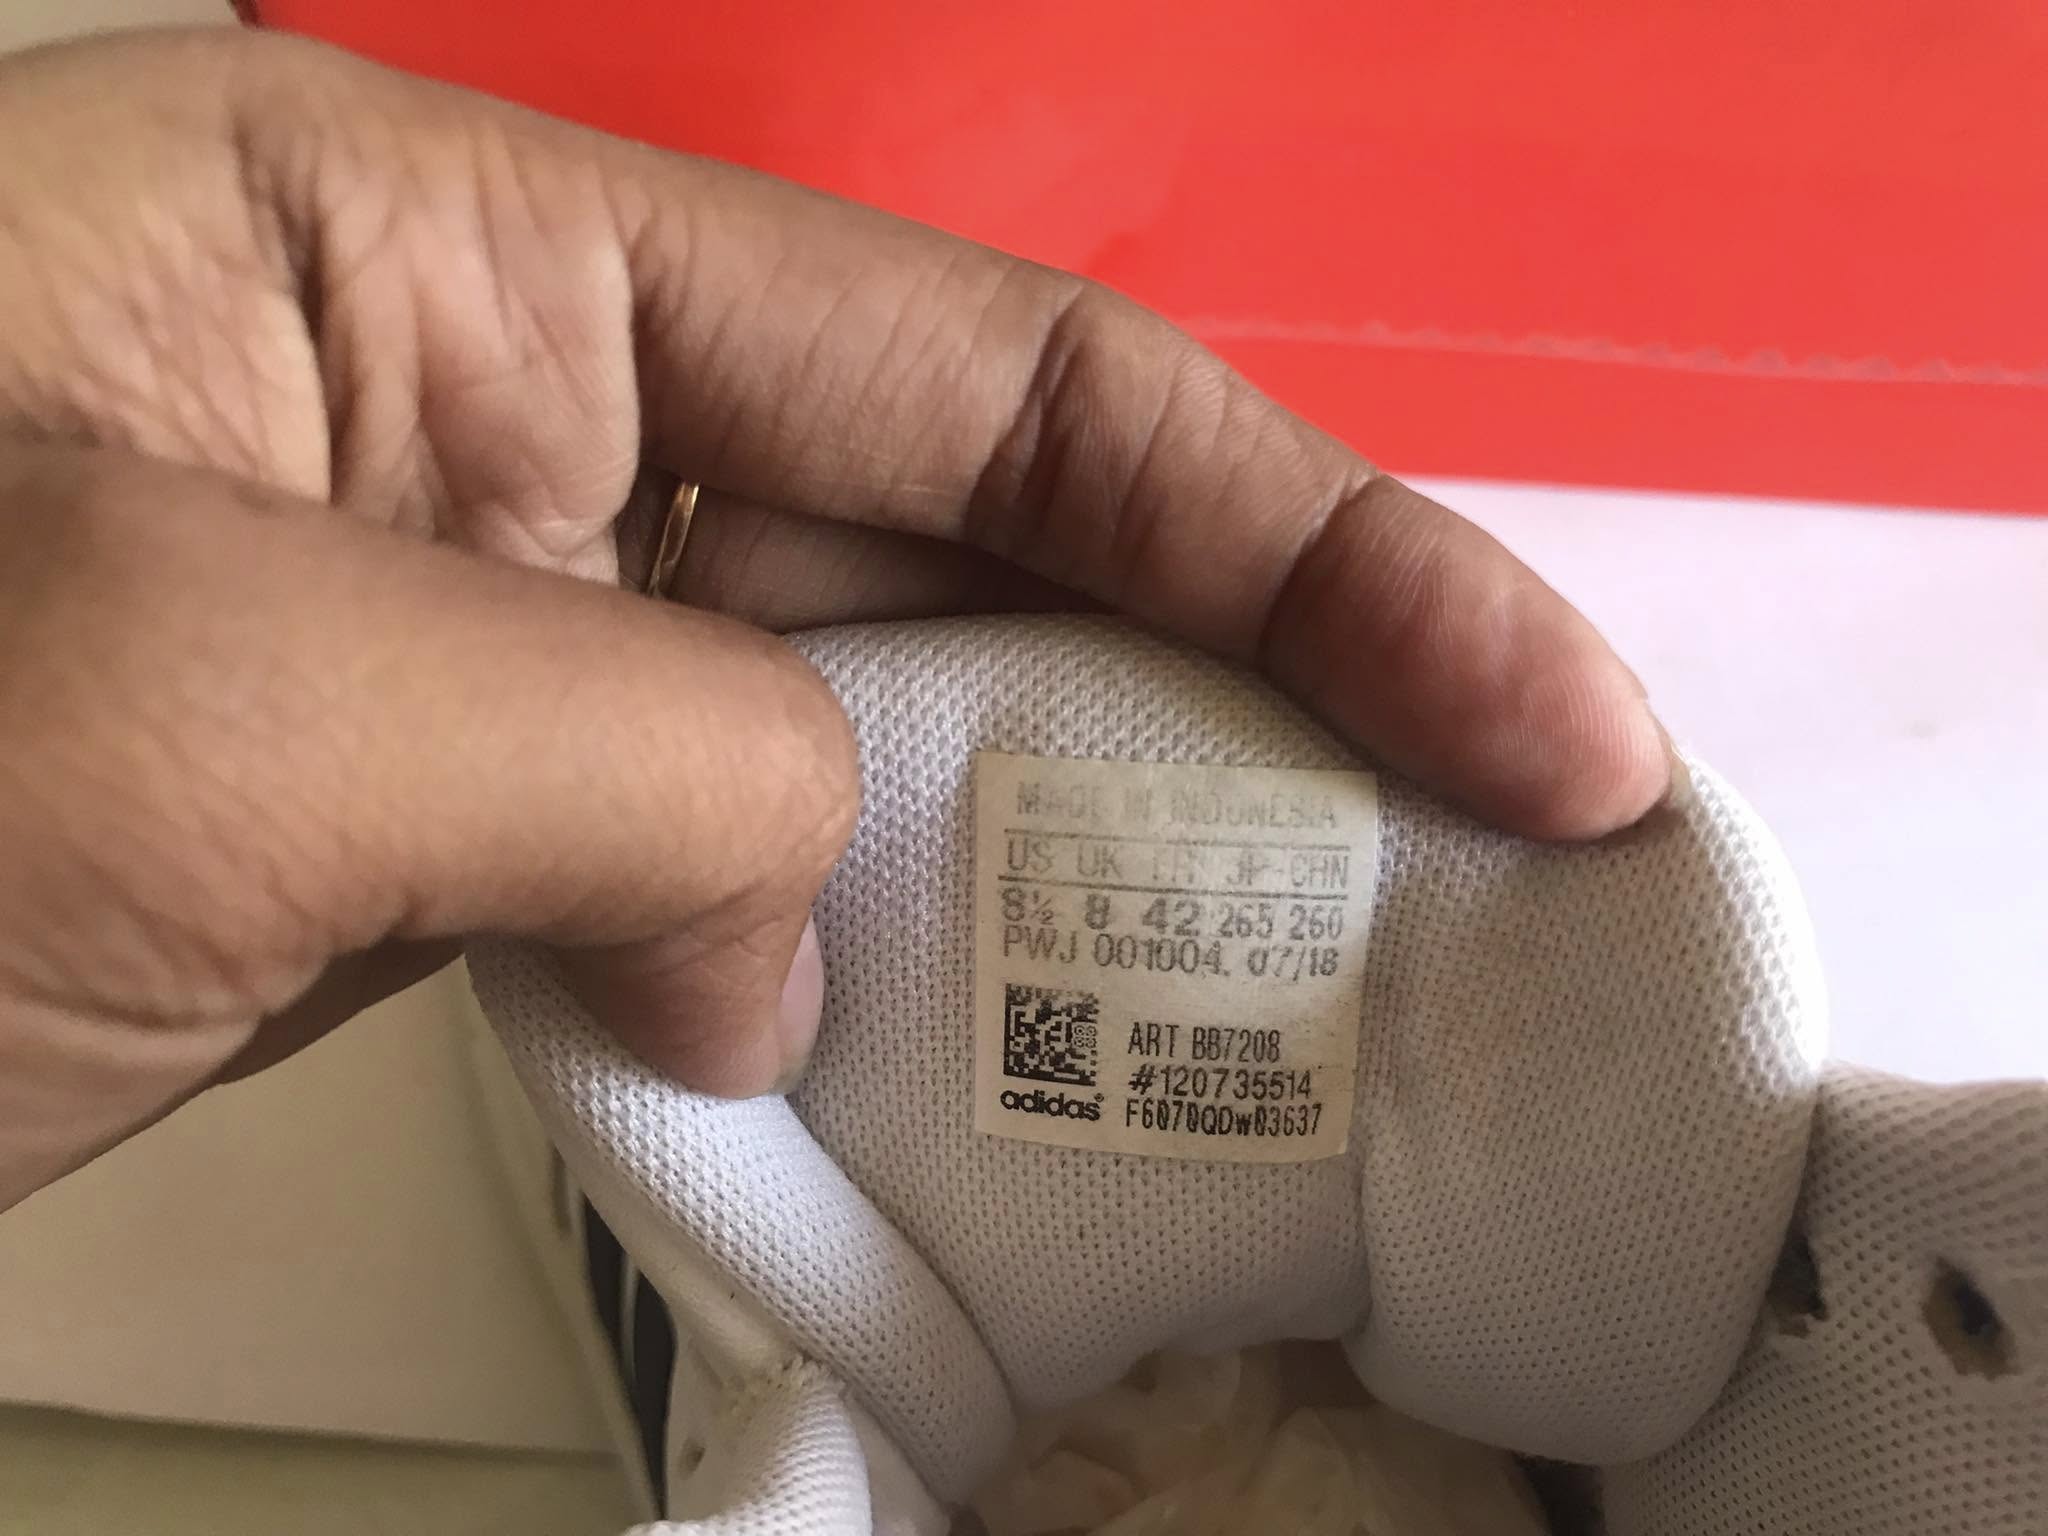 MADE IN INDONESIA
US UK FR JP CHN
8½ 8 42 265 260
PWJ 001004. 07/18
ART BB7208
#120735514
adidas®
F6070QDW03637